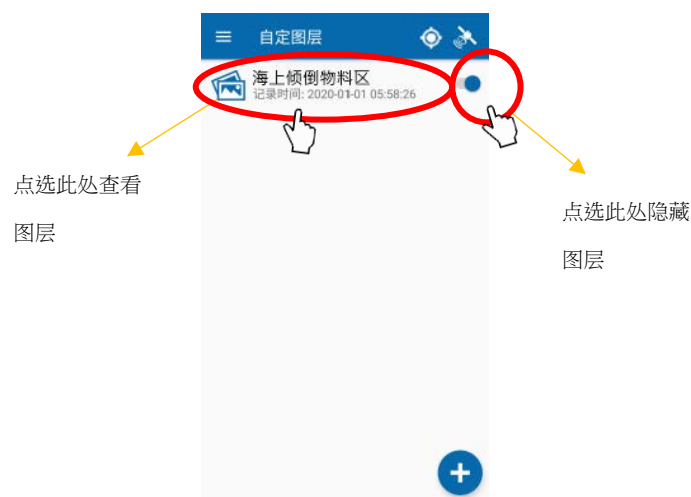 自定图层
海上倾倒物料区
记录时间: 2020-01-01 05:58:26
点选此处查看
图层
点选此处隐藏
图层